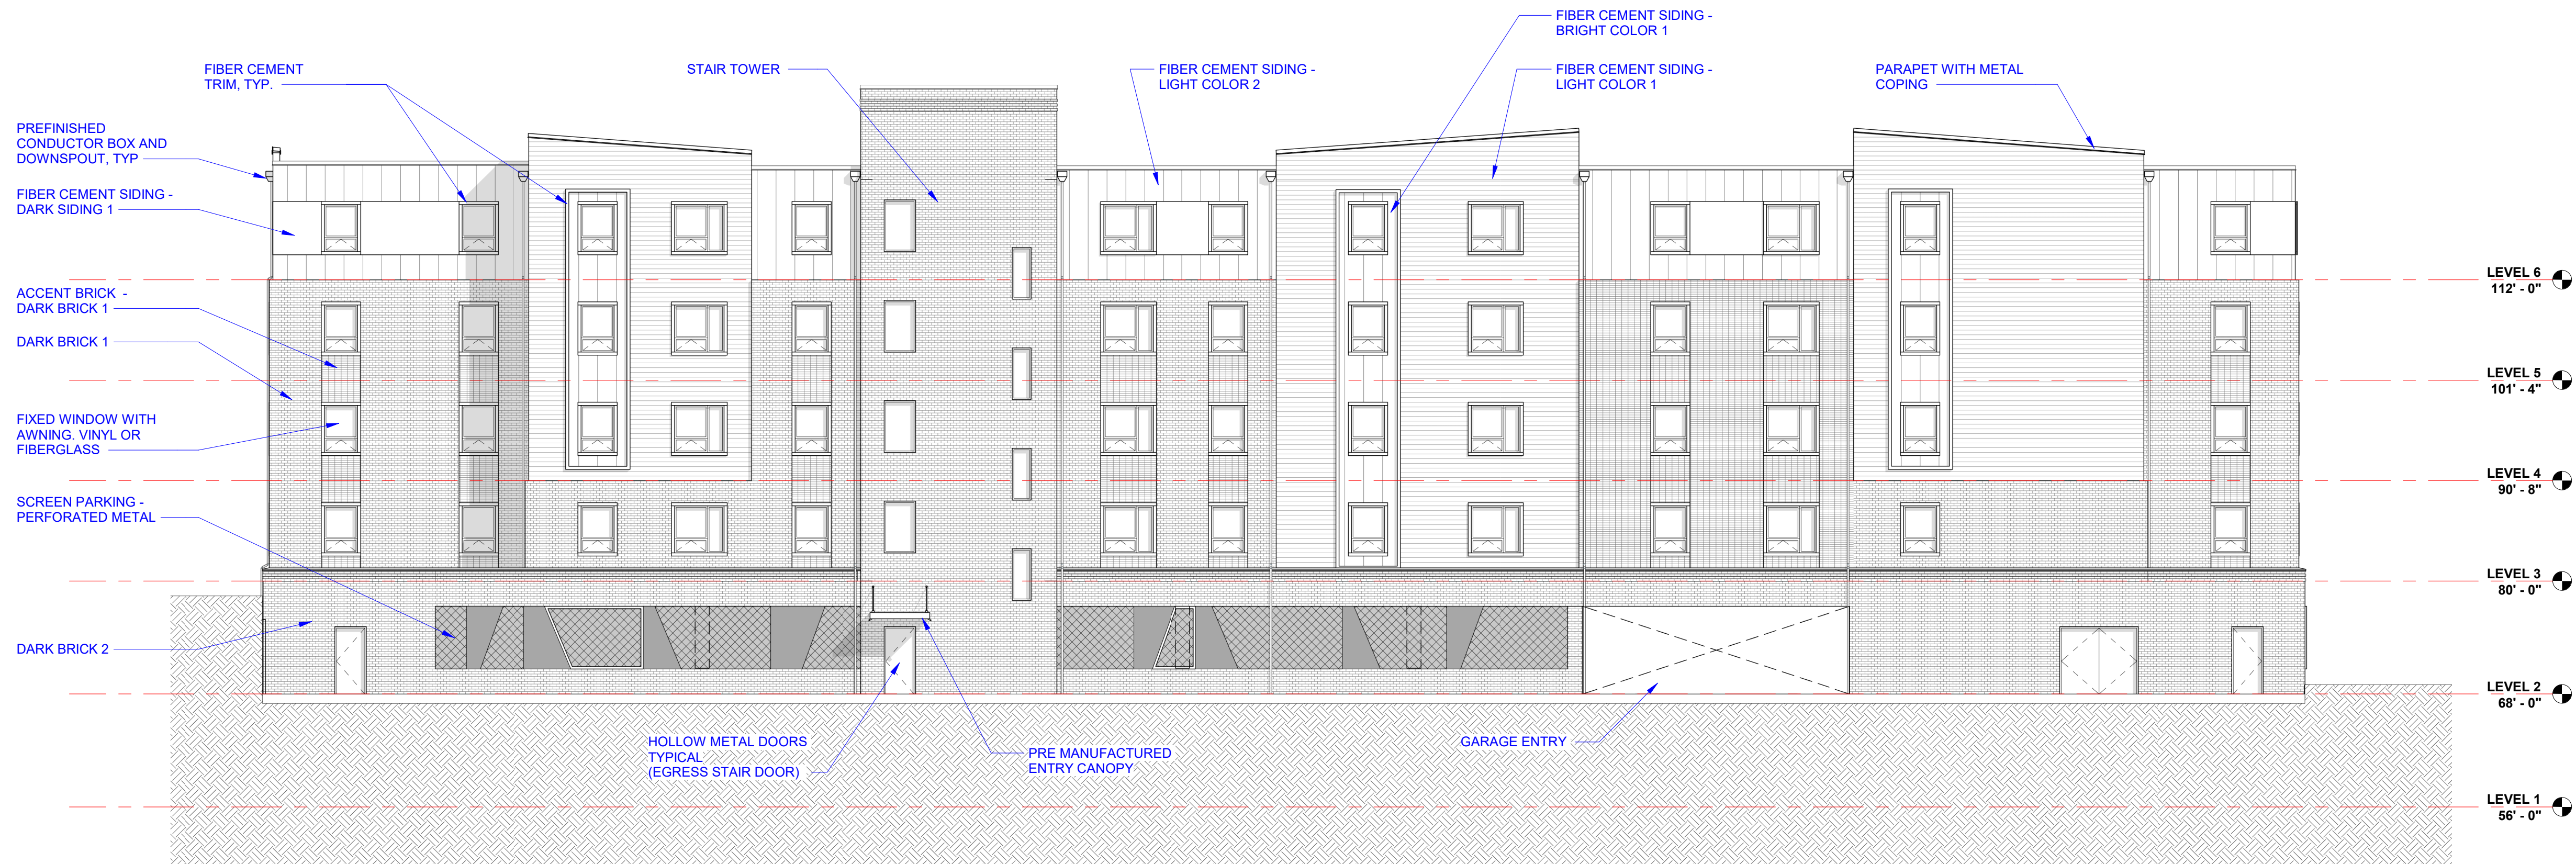 FIBER CEMENT SIDING -
BRIGHT COLOR 1
FIBER CEMENT
TRIM, TYP.
STAIR TOWER
FIBER CEMENT SIDING -
LIGHT COLOR 2
FIBER CEMENT SIDING -
LIGHT COLOR 1
PARAPET WITH METAL
COPING
PREFINISHED
CONDUCTOR BOX AND
DOWNSPOUT, TYP
FIBER CEMENT SIDING -
DARK SIDING 1
ACCENT BRICK -
DARK BRICK 1
DARK BRICK 1
FIXED WINDOW WITH
AWNING. VINYL OR
FIBERGLASS
SCREEN PARKING -
PERFORATED METAL
DARK BRICK 2
HOLLOW METAL DOORS
TYPICAL
(EGRESS STAIR DOOR)
PRE MANUFACTURED
ENTRY CANOPY
GARAGE ENTRY
LEVEL 6
112' - 0"
LEVEL 5
101' - 4"
LEVEL 4
90' - 8"
LEVEL 3
80' - 0"
LEVEL 2
68' - 0"
LEVEL 1
56' - 0"